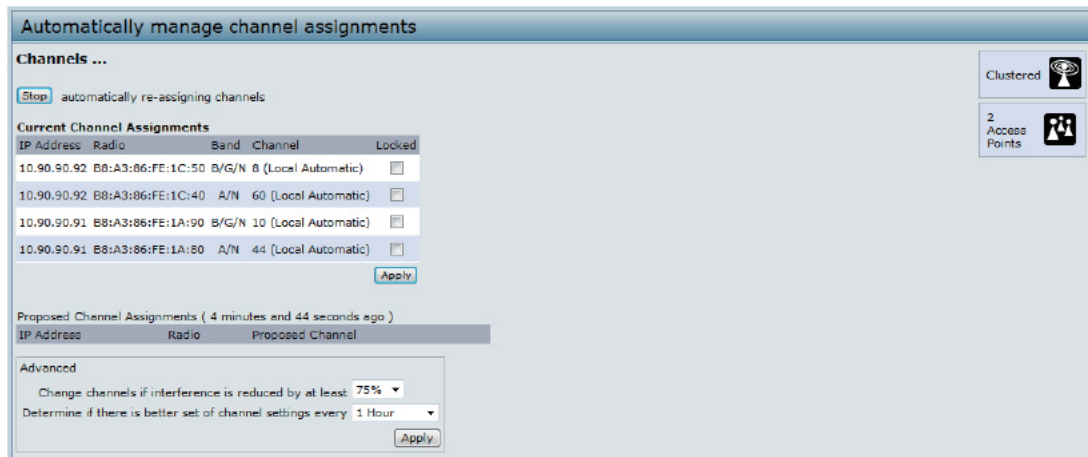 Automatically manage channel assignments
Channels ...
Stop automatically re-assigning channels
Current Channel Assignments
IP Address Radio Band Channel Locked
10.90.90.92 B8:A3:86:FE:1C:50 B/G/N 8 (Local Automatic)
10.90.90.92 B8:A3:86:FE:1C:40 A/N 60 (Local Automatic)
10.90.90.91 B8:A3:86:FE:1A:90 B/G/N 10 (Local Automatic)
10.90.90.91 B8:A3:86:FE:1A:80 A/N 44 (Local Automatic)
Apply
Proposed Channel Assignments ( 4 minutes and 44 seconds ago )
IP Address Radio Proposed Channel
Advanced
Change channels if interference is reduced by at least 75%
Determine if there is better set of channel settings every 1 Hour
Apply
Clustered
2
Access
Points